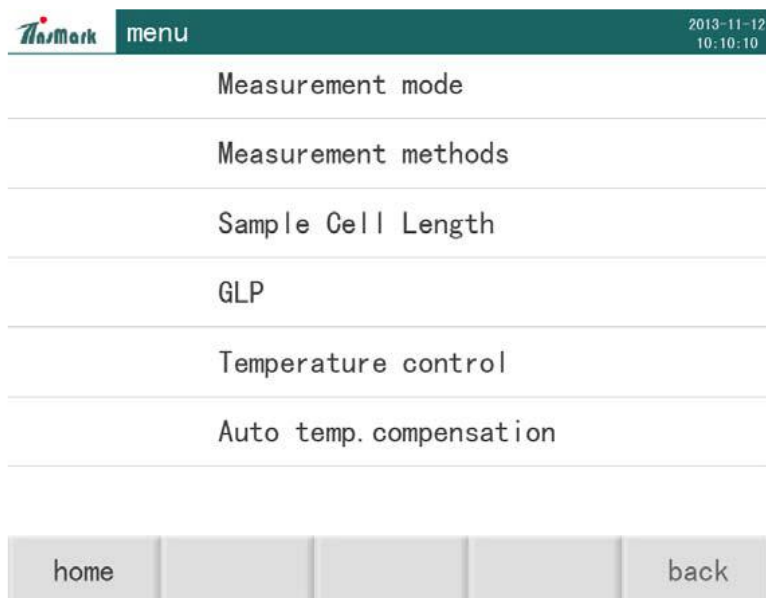 HasMark
menu
2013-11-12
10:10:10
Measurement mode
Measurement methods
Sample Cell Length
GLP
Temperature control
Auto temp.compensation
home
back